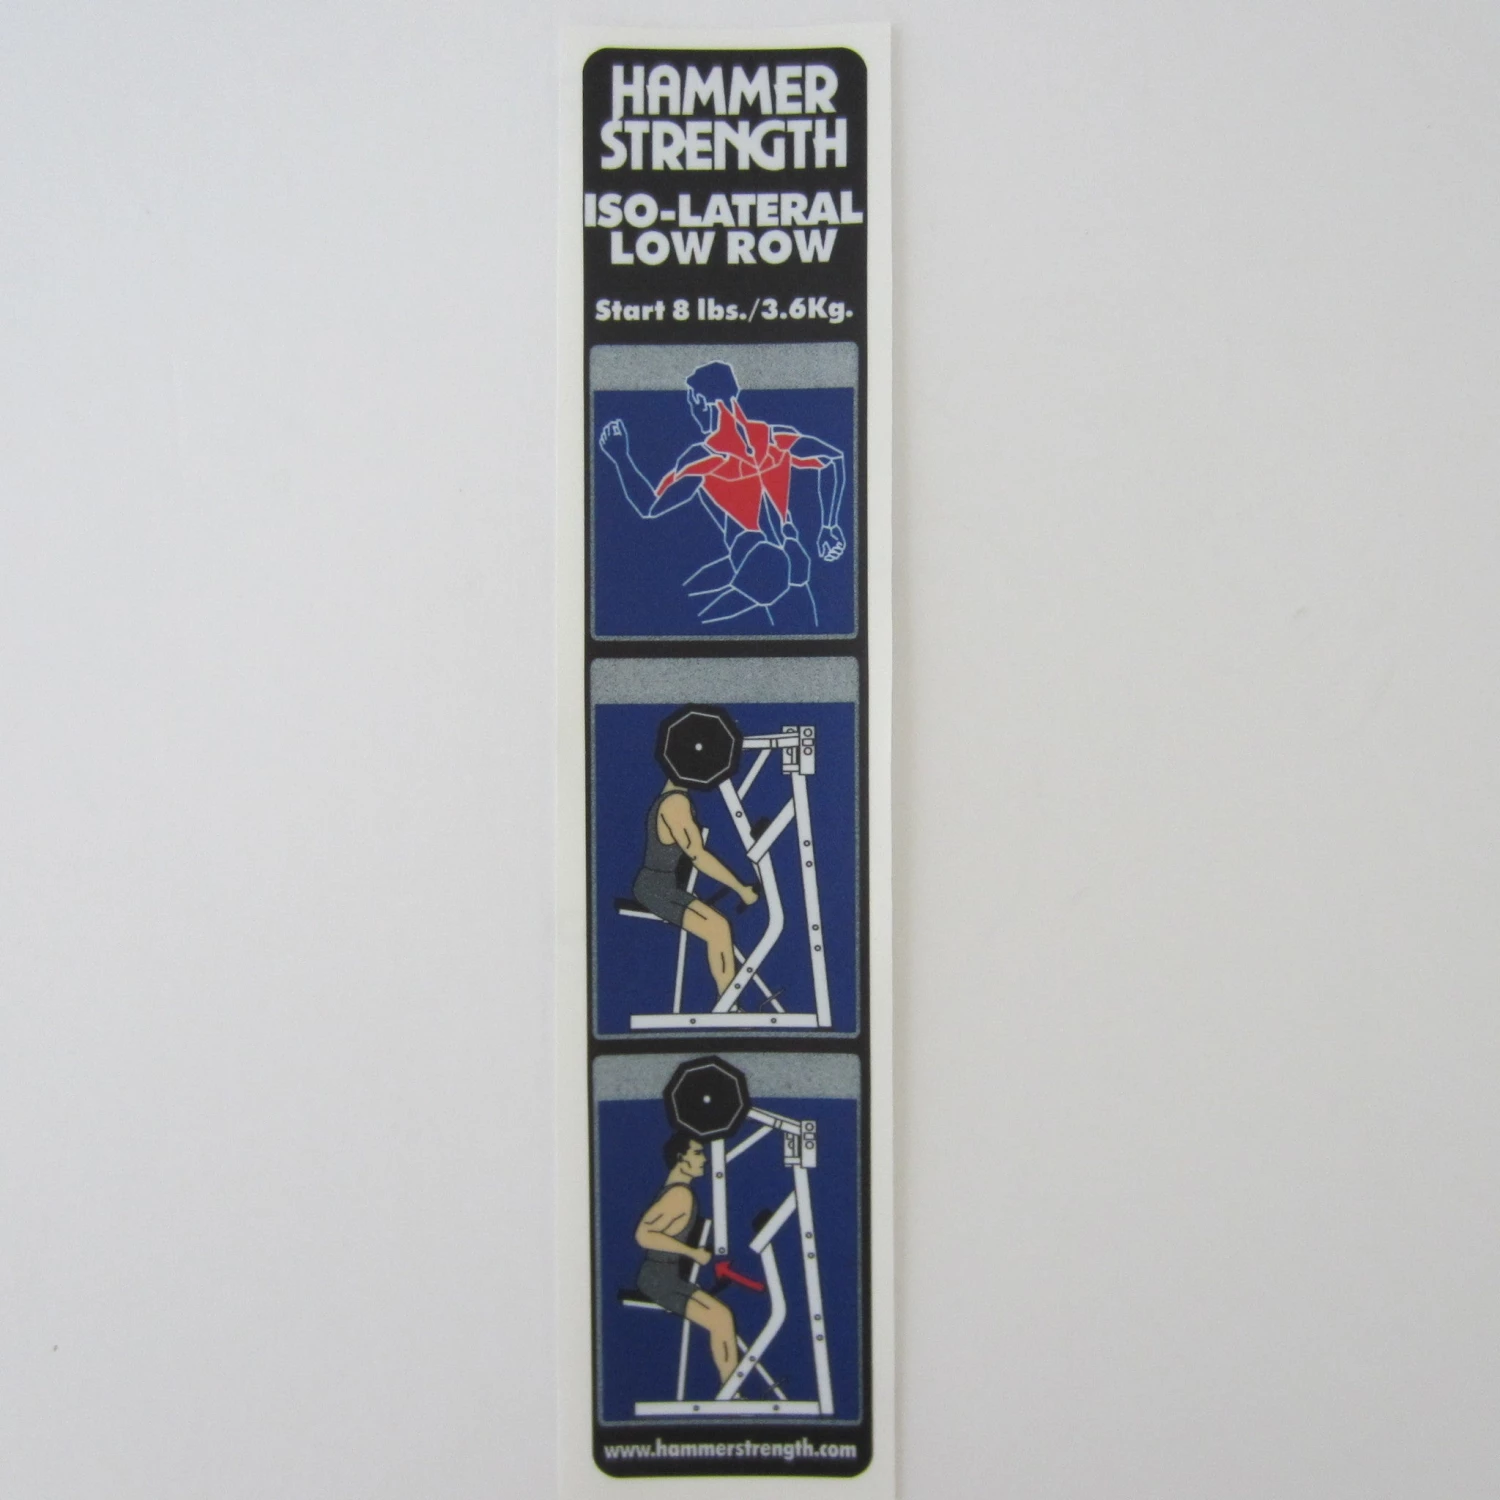 HAMMER
STRENGTH
ISO-LATERAL
LOW ROW
Start 8 lbs./3.6Kg.
www.hammerstrength.com